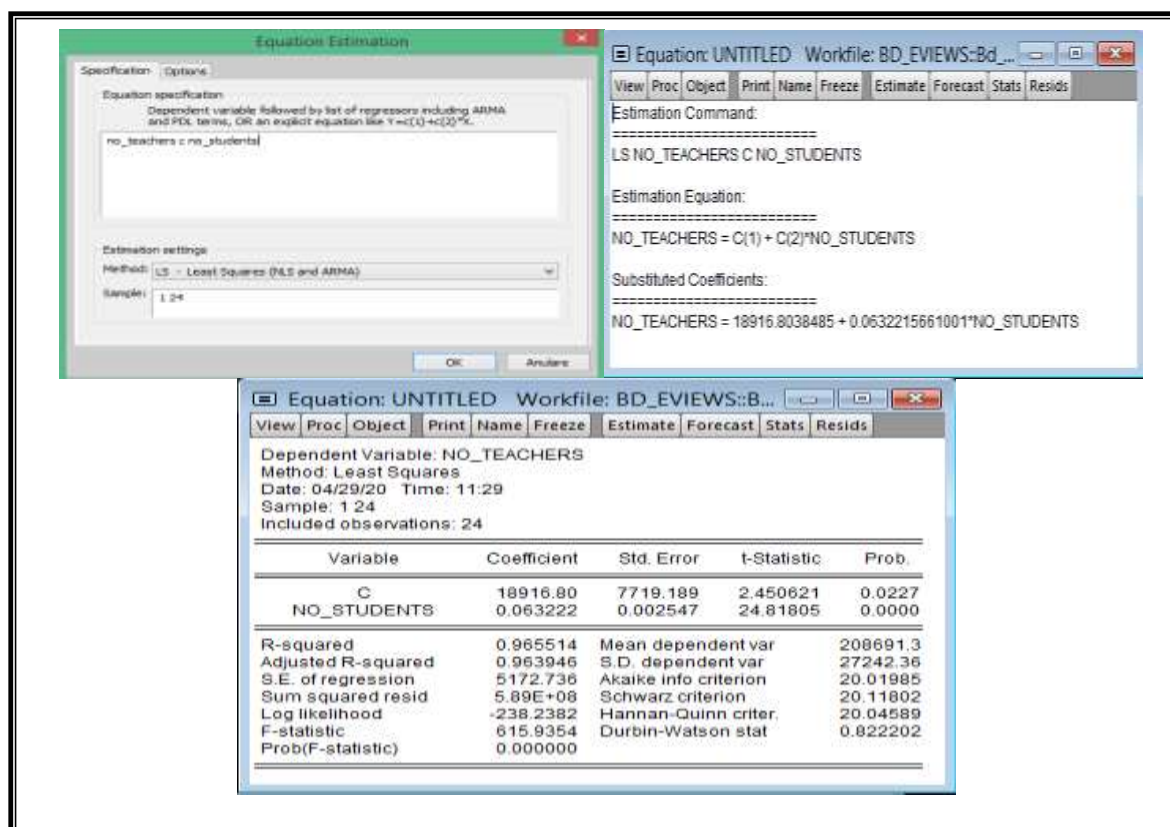 Equation Estimation
Specification Options
Equation specification
Dependent variable followed by list of regressors including ARMA
and PDL terms, OR an explicit equation like Y=c(1)+c(2)*X.
no_teachers c no_students
Estimation settings
Method: LS - Least Squares (NLS and ARMA)
Sample: 1 24
OK Anulare
Equation: UNTITLED Workfile: BD_EVIEWS::Bd_...
View Proc Object Print Name Freeze Estimate Forecast Stats Resids
Estimation Command:
=========================
LS NO_TEACHERS C NO_STUDENTS
Estimation Equation:
=========================
NO_TEACHERS = C(1) + C(2)*NO_STUDENTS
Substituted Coefficients:
=========================
NO_TEACHERS = 18916.8038485 + 0.0632215661001*NO_STUDENTS
Equation: UNTITLED Workfile: BD_EVIEWS::B...
View Proc Object Print Name Freeze Estimate Forecast Stats Resids
Dependent Variable: NO_TEACHERS
Method: Least Squares
Date: 04/29/20 Time: 11:29
Sample: 1 24
Included observations: 24
Variable Coefficient Std. Error t-Statistic Prob.
C 18916.80 7719.189 2.450621 0.0227
NO_STUDENTS 0.063222 0.002547 24.81805 0.0000
R-squared 0.965514 Mean dependent var 208691.3
Adjusted R-squared 0.963946 S.D. dependent var 27242.36
S.E. of regression 5172.736 Akaike info criterion 20.01985
Sum squared resid 5.89E+08 Schwarz criterion 20.11802
Log likelihood -238.2382 Hannan-Quinn criter. 20.04589
F-statistic 615.9354 Durbin-Watson stat 0.822202
Prob(F-statistic) 0.000000